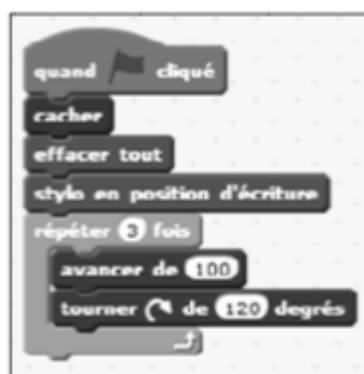 quand cliqué
cacher
effacer tout
stylo en position d'écriture
répéter 3 fois
avancer de 100
tourner de 120 degrés